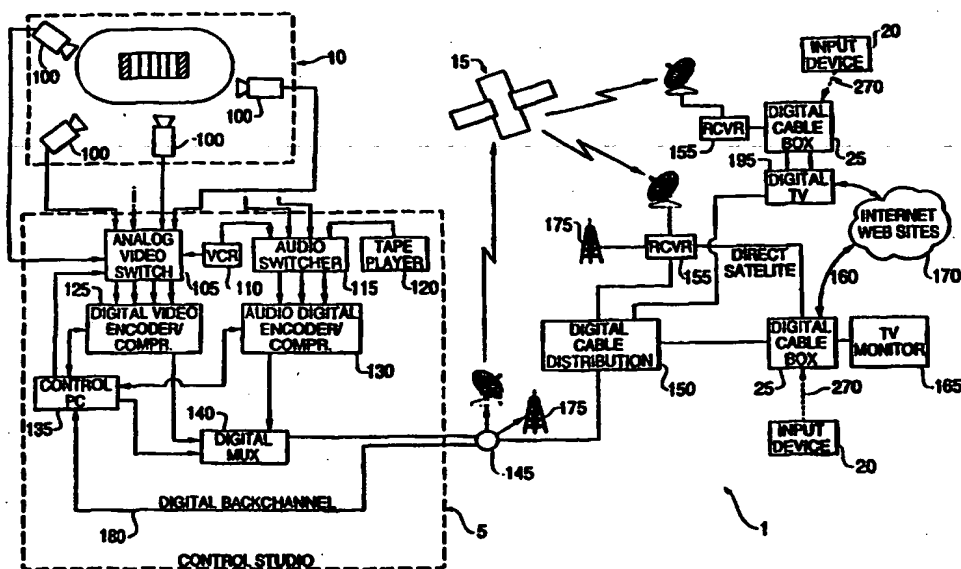 100
10
100
100
100
15
INPUT
DEVICE
20
270
RCVR
155
DIGITAL
CABLE
BOX
25
195
DIGITAL
TV
INTERNET
WEB SITES
170
175
RCVR
155
DIRECT
SATELITE
160
ANALOG
VIDEO
SWITCH
105
VCR
110
AUDIO
SWITCHER
115
TAPE
PLAYER
120
125
DIGITAL VIDEO
ENCODER/
COMPR.
AUDIO DIGITAL
ENCODER/
COMPR.
130
DIGITAL
CABLE
DISTRIBUTION
150
DIGITAL
CABLE
BOX
25
TV
MONITOR
165
270
INPUT
DEVICE
20
CONTROL
PC
135
140
DIGITAL
MUX
175
145
DIGITAL BACKCHANNEL
180
5
1
CONTROL STUDIO